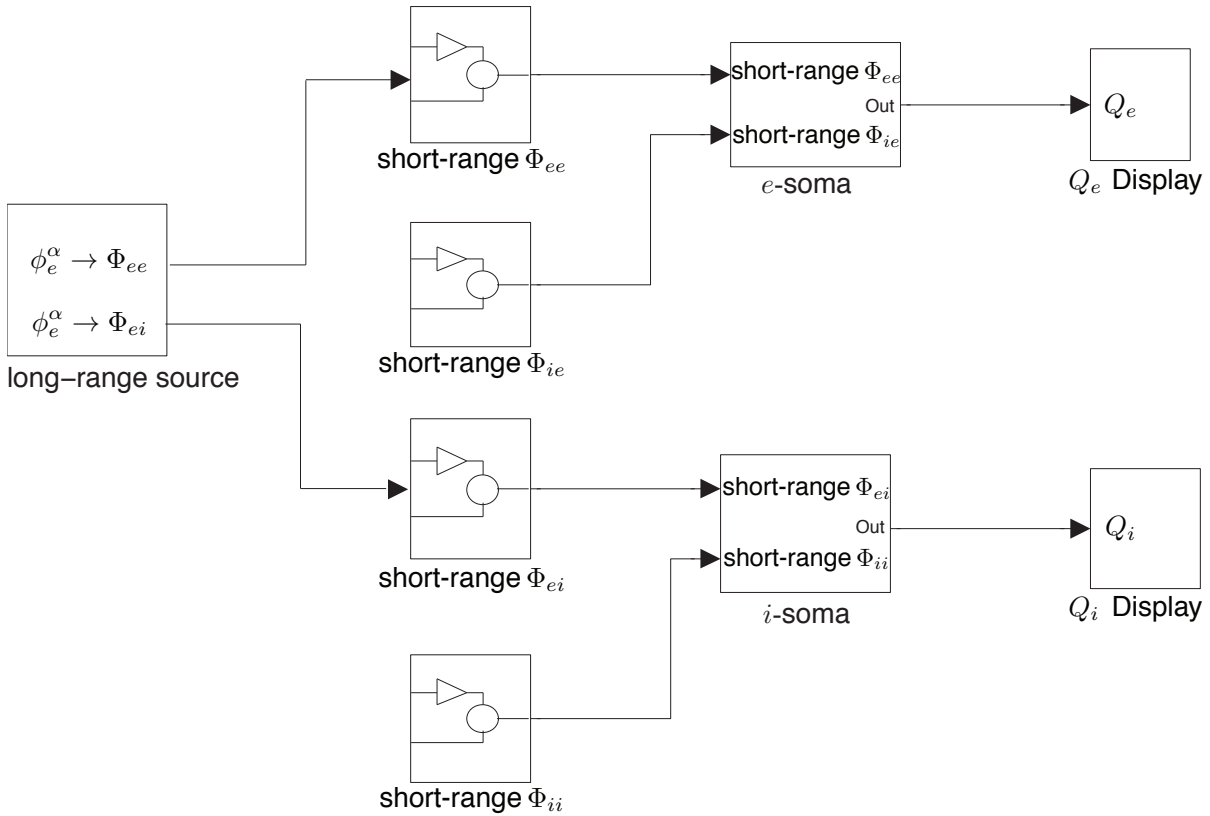 short-range Φ_ee
short-range Φ_ee
Out
short-range Φ_ie
e-soma
Q_e
Q_e Display
ϕ_e^α → Φ_ee
ϕ_e^α → Φ_ei
long–range source
short-range Φ_ie
short-range Φ_ei
short-range Φ_ei
Out
short-range Φ_ii
i-soma
Q_i
Q_i Display
short-range Φ_ii